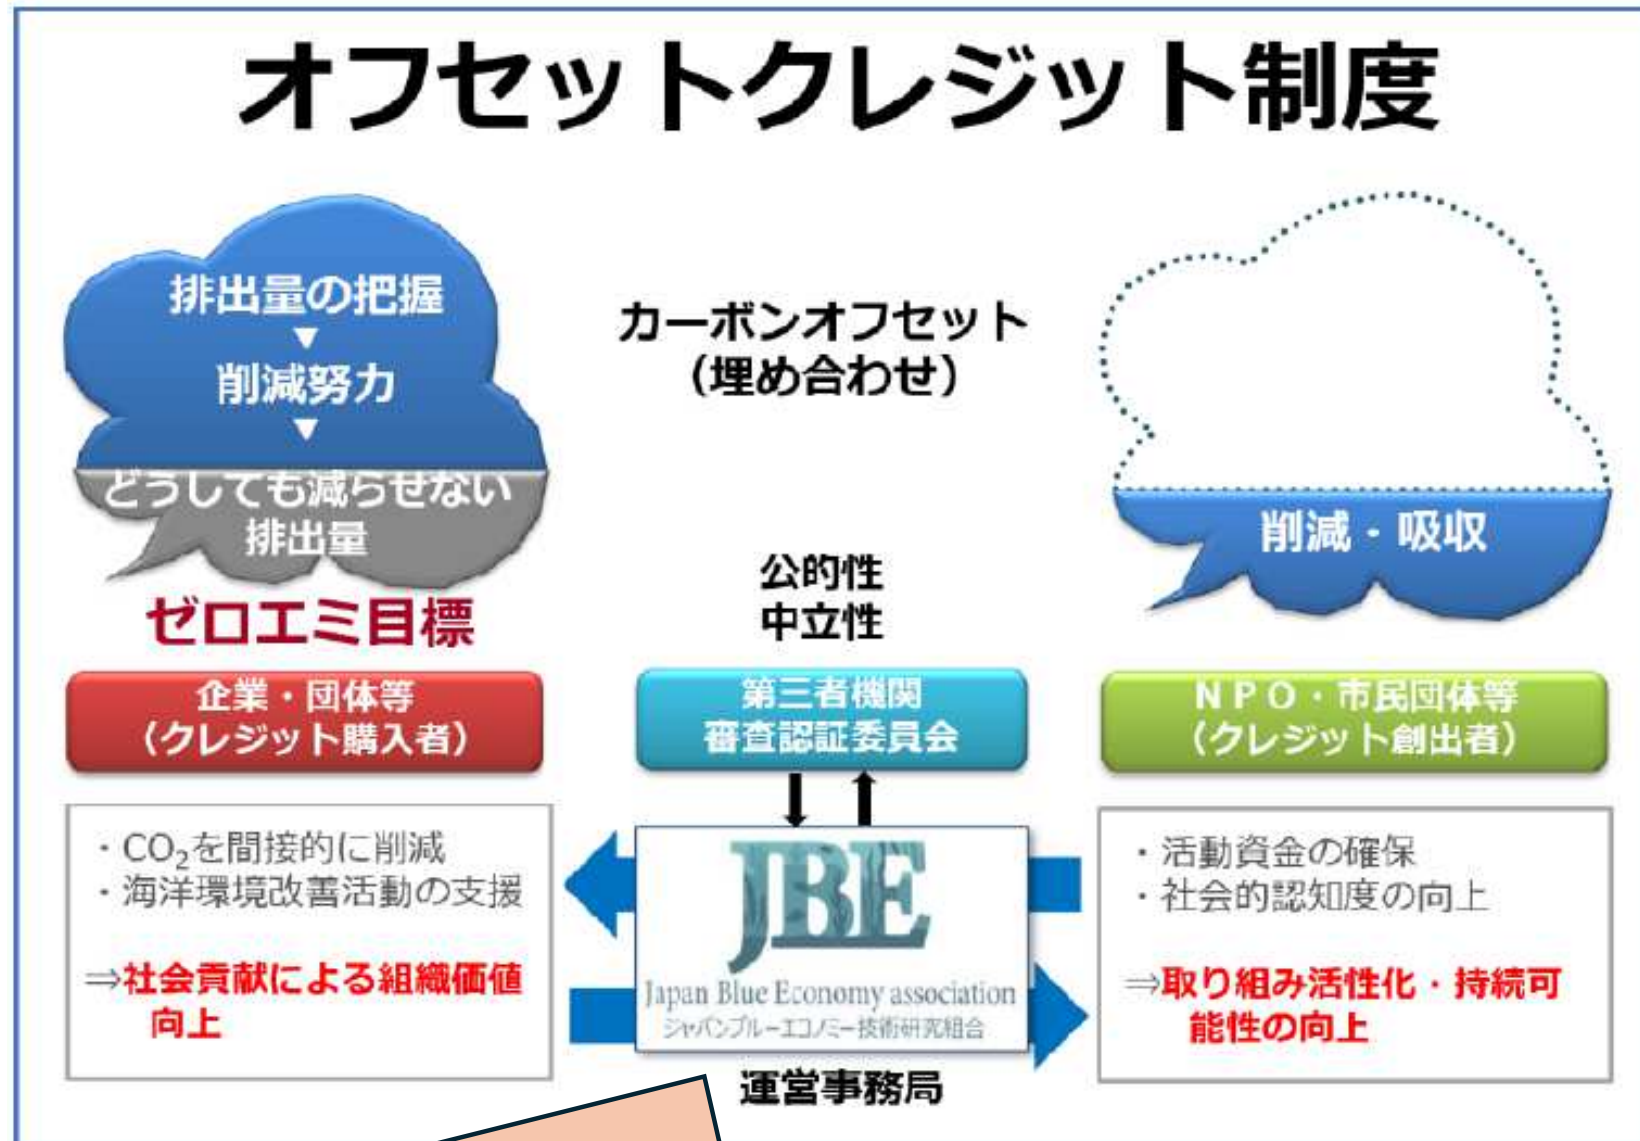 オフセットクレジット制度
排出量の把握
▼
削減努力
▼
どうしても減らせない
排出量
ゼロエミ目標
カーボンオフセット
（埋め合わせ）
公的性
中立性
削減・吸収
企業・団体等
（クレジット購入者）
第三者機関
審査認証委員会
ＮＰＯ・市民団体等
（クレジット創出者）
・CO₂を間接的に削減
・海洋環境改善活動の支援
⇒社会貢献による組織価値
向上
JBE
Japan Blue Economy association
ジャパンブルーエコノミー技術研究組合
運営事務局
・活動資金の確保
・社会的認知度の向上
⇒取り組み活性化・持続可
能性の向上